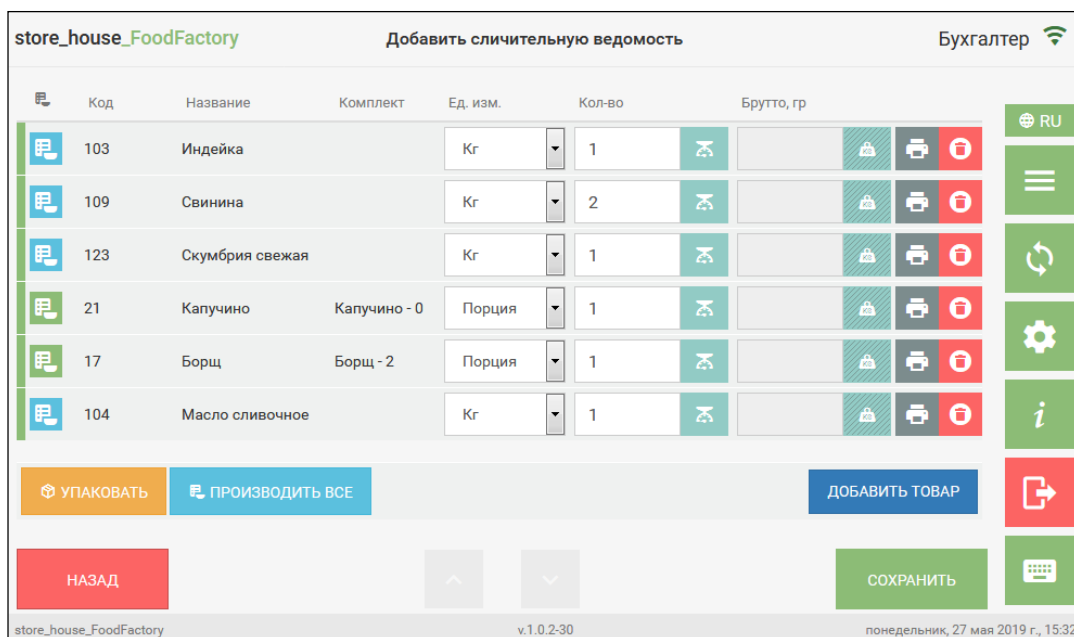 store_house_FoodFactory Добавить сличительную ведомость Бухгалтер
Код Название Комплект Ед. изм. Кол-во Брутто, гр
RU
103 Индейка Кг 1
109 Свинина Кг 2
123 Скумбрия свежая Кг 1
21 Капучино Капучино - 0 Порция 1
17 Борщ Борщ - 2 Порция 1
104 Масло сливочное Кг 1
УПАКОВАТЬ ПРОИЗВОДИТЬ ВСЕ ДОБАВИТЬ ТОВАР
НАЗАД СОХРАНИТЬ
store_house_FoodFactory v.1.0.2-30 понедельник, 27 мая 2019 г., 15:32